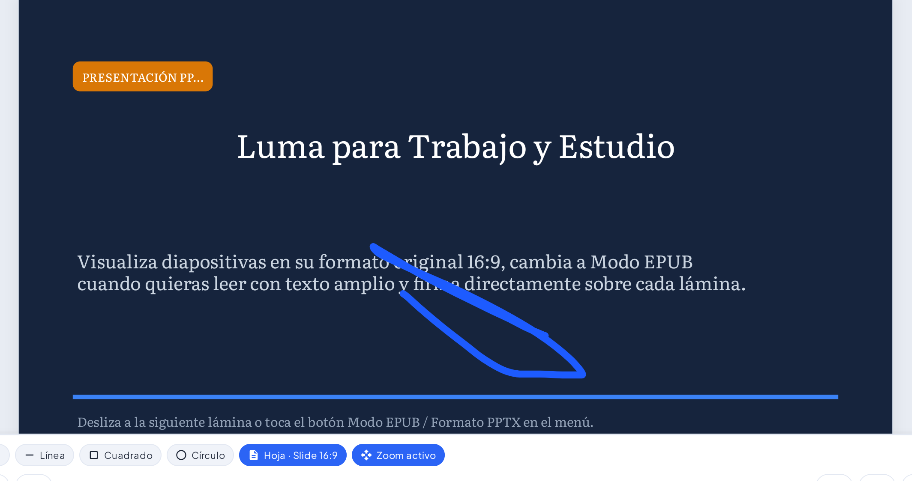 PRESENTACIÓN PP...
Luma para Trabajo y Estudio
Visualiza diapositivas en su formato original 16:9, cambia a Modo EPUB
cuando quieras leer con texto amplio y firma directamente sobre cada lámina.
Desliza a la siguiente lámina o toca el botón Modo EPUB / Formato PPTX en el menú.
Línea Cuadrado Círculo Hoja · Slide 16:9 Zoom activo